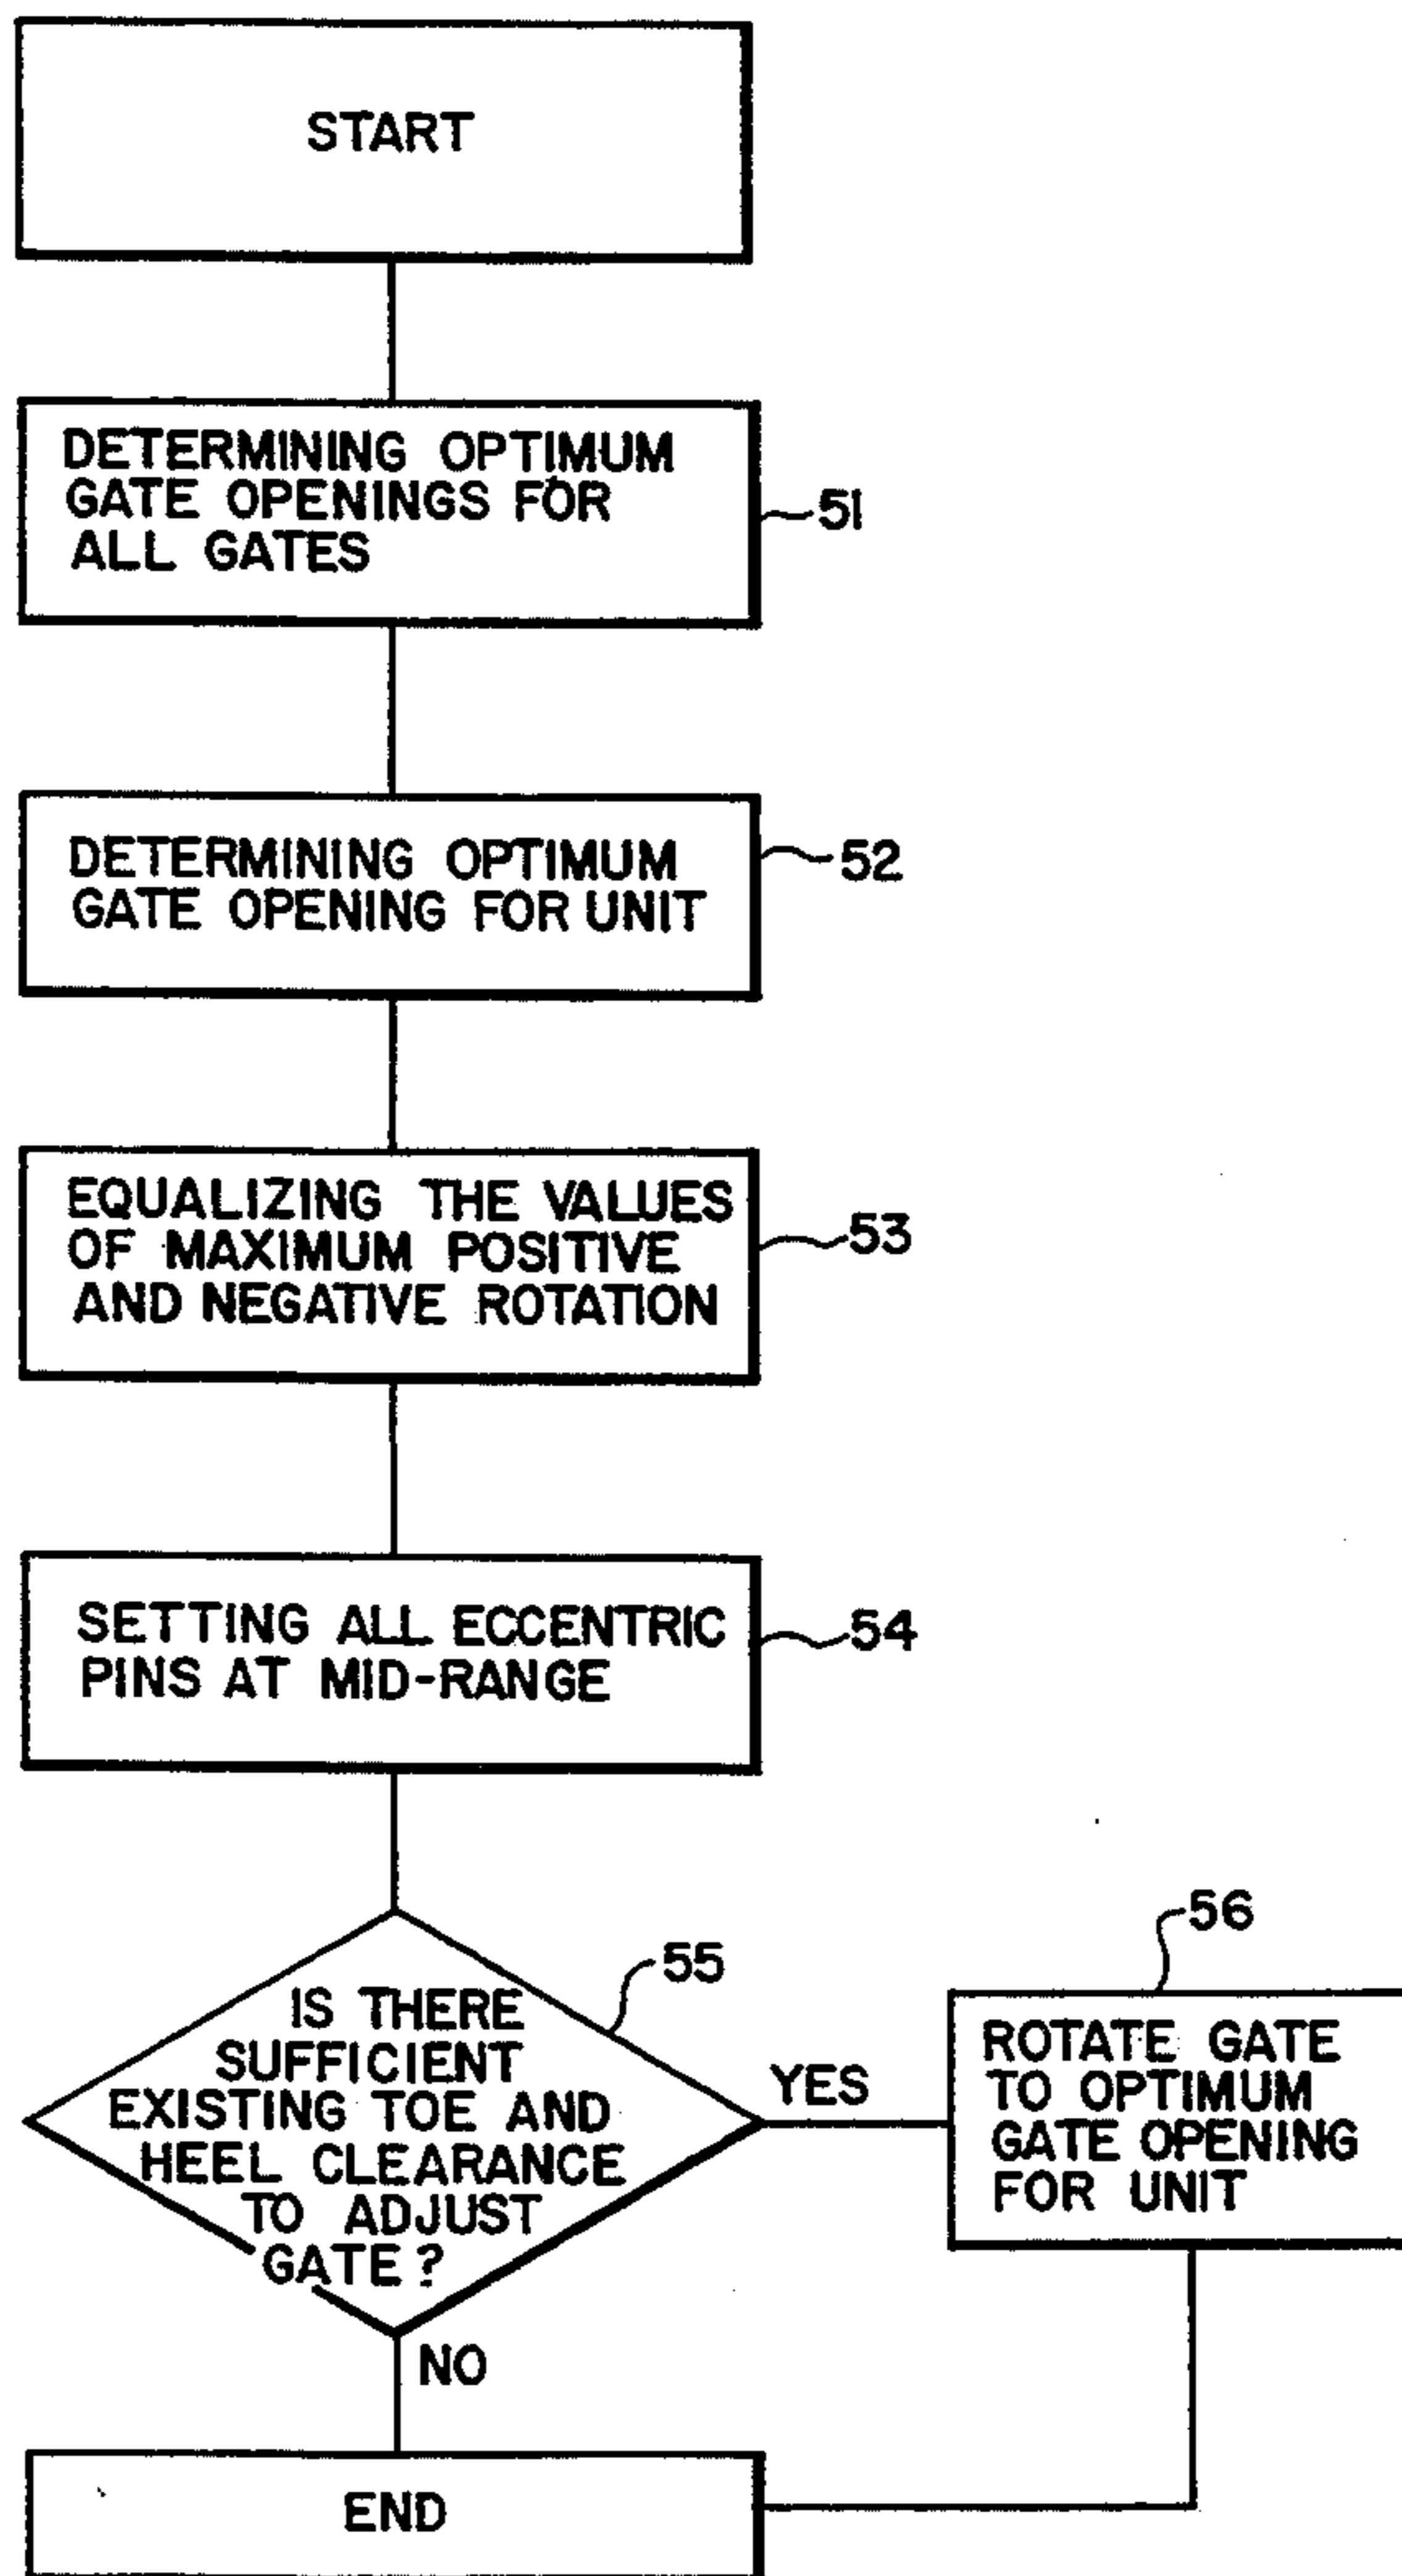 START
DETERMINING OPTIMUM
GATE OPENINGS FOR
ALL GATES
51
DETERMINING OPTIMUM
GATE OPENING FOR UNIT
52
EQUALIZING THE VALUES
OF MAXIMUM POSITIVE
AND NEGATIVE ROTATION
53
SETTING ALL ECCENTRIC
PINS AT MID-RANGE
54
55
IS THERE
SUFFICIENT
EXISTING TOE AND
HEEL CLEARANCE
TO ADJUST
GATE?
YES
56
ROTATE GATE
TO OPTIMUM
GATE OPENING
FOR UNIT
NO
END